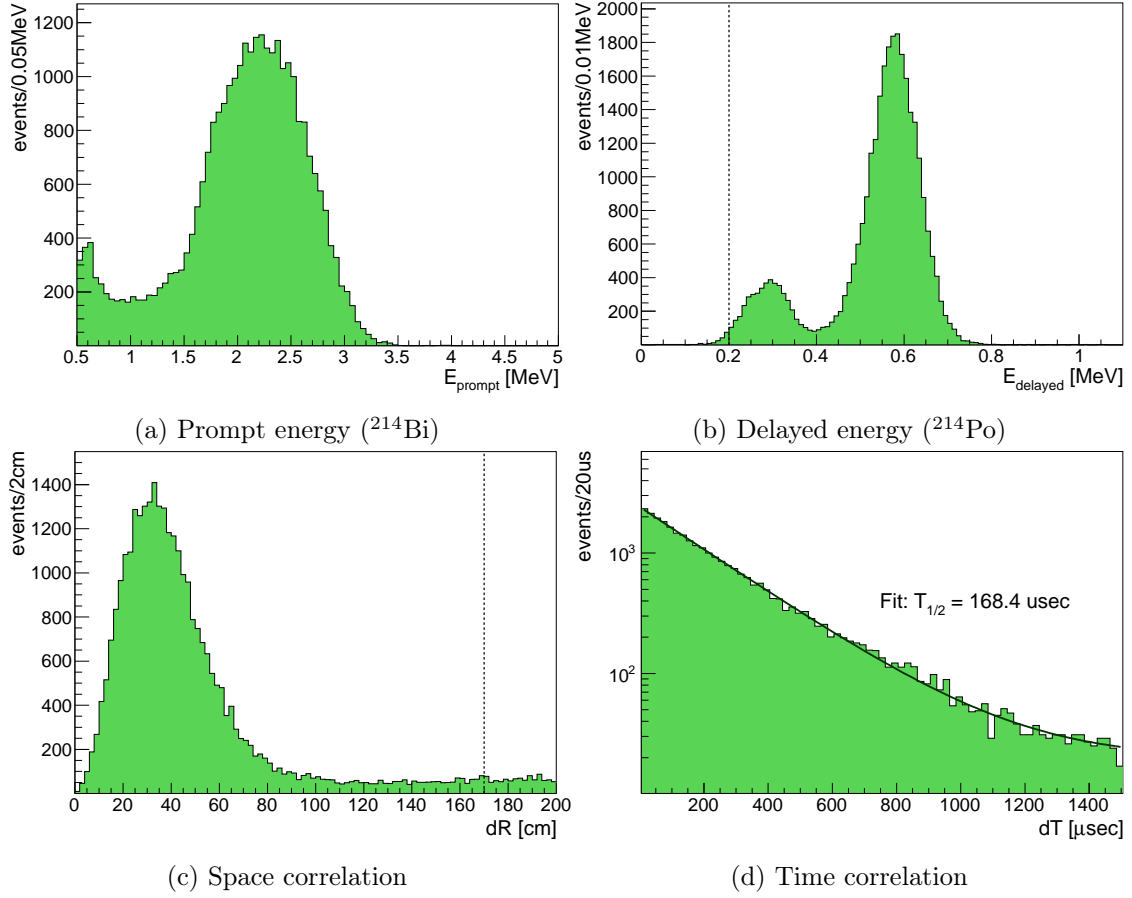 events/0.05MeV
1200
1000
800
600
400
200
0.5 1 1.5 2 2.5 3 3.5 4 4.5 5
E_prompt [MeV]
(a) Prompt energy (²¹⁴Bi)
events/0.01MeV
2000
1800
1600
1400
1200
1000
800
600
400
200
0 0.2 0.4 0.6 0.8 1
E_delayed [MeV]
(b) Delayed energy (²¹⁴Po)
events/2cm
1400
1200
1000
800
600
400
200
0 20 40 60 80 100 120 140 160 180 200
dR [cm]
(c) Space correlation
events/20us
10³
10²
Fit: T_1/2 = 168.4 usec
200 400 600 800 1000 1200 1400
dT [μsec]
(d) Time correlation